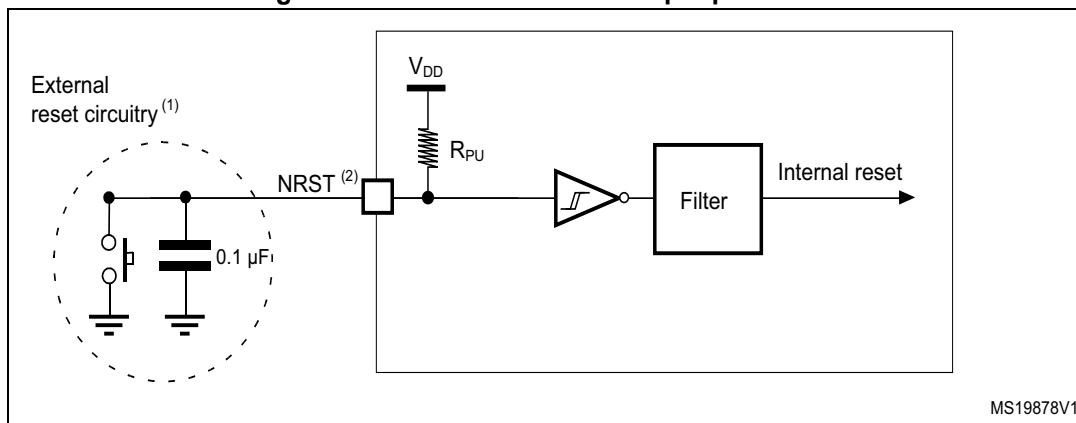 External
reset circuitry (1)
VDD
RPU
NRST (2)
0.1 µF
Filter
Internal reset
MS19878V1